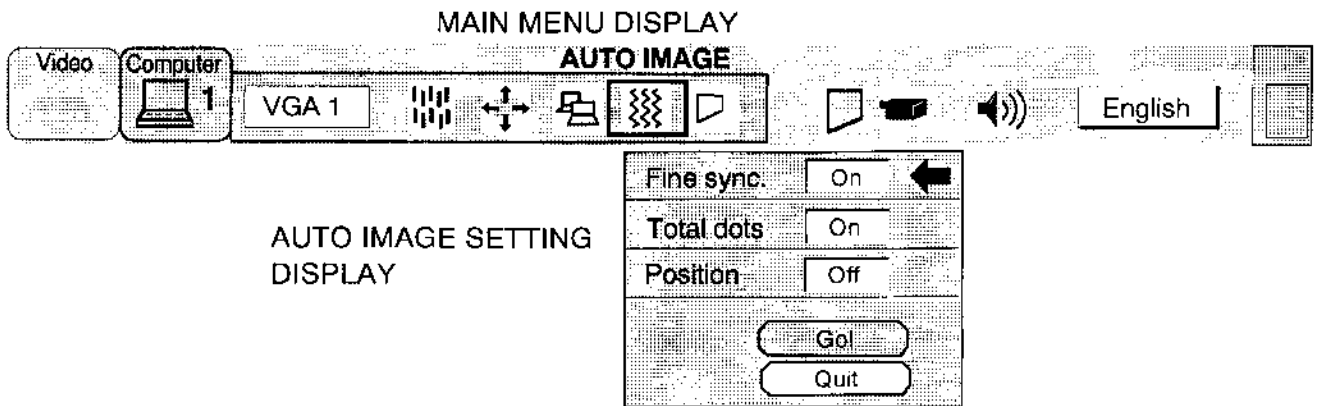 MAIN MENU DISPLAY
AUTO IMAGE
Video
Computer
1
VGA 1
English
Fine sync. On
Total dots On
Position Off
AUTO IMAGE SETTING
DISPLAY
Go!
Quit